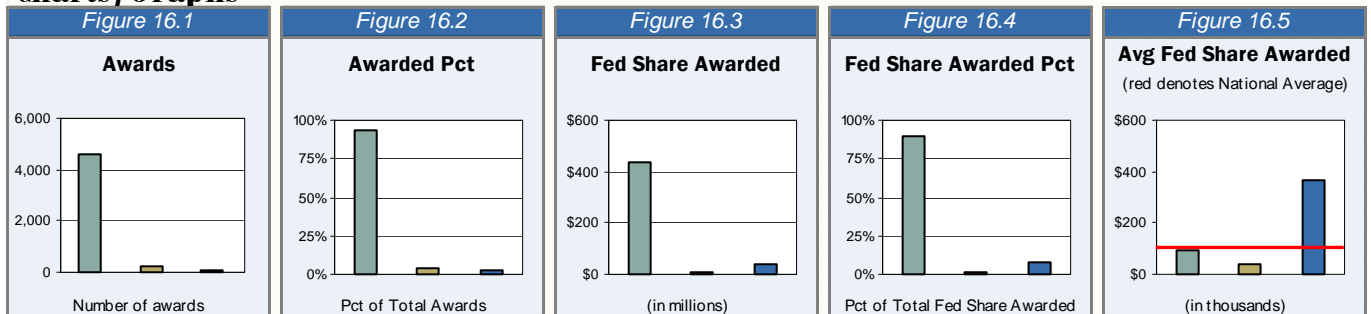 Charts/Graphs
Figure 16.1
Awards
6,000
4,000
2,000
0
Number of awards
Figure 16.2
Awarded Pct
100%
75%
50%
25%
0%
Pct of Total Awards
Figure 16.3
Fed Share Awarded
$600
$400
$200
$0
(in millions)
Figure 16.4
Fed Share Awarded Pct
100%
75%
50%
25%
0%
Pct of Total Fed Share Awarded
Figure 16.5
Avg Fed Share Awarded
(red denotes National Average)
$600
$400
$200
$0
(in thousands)